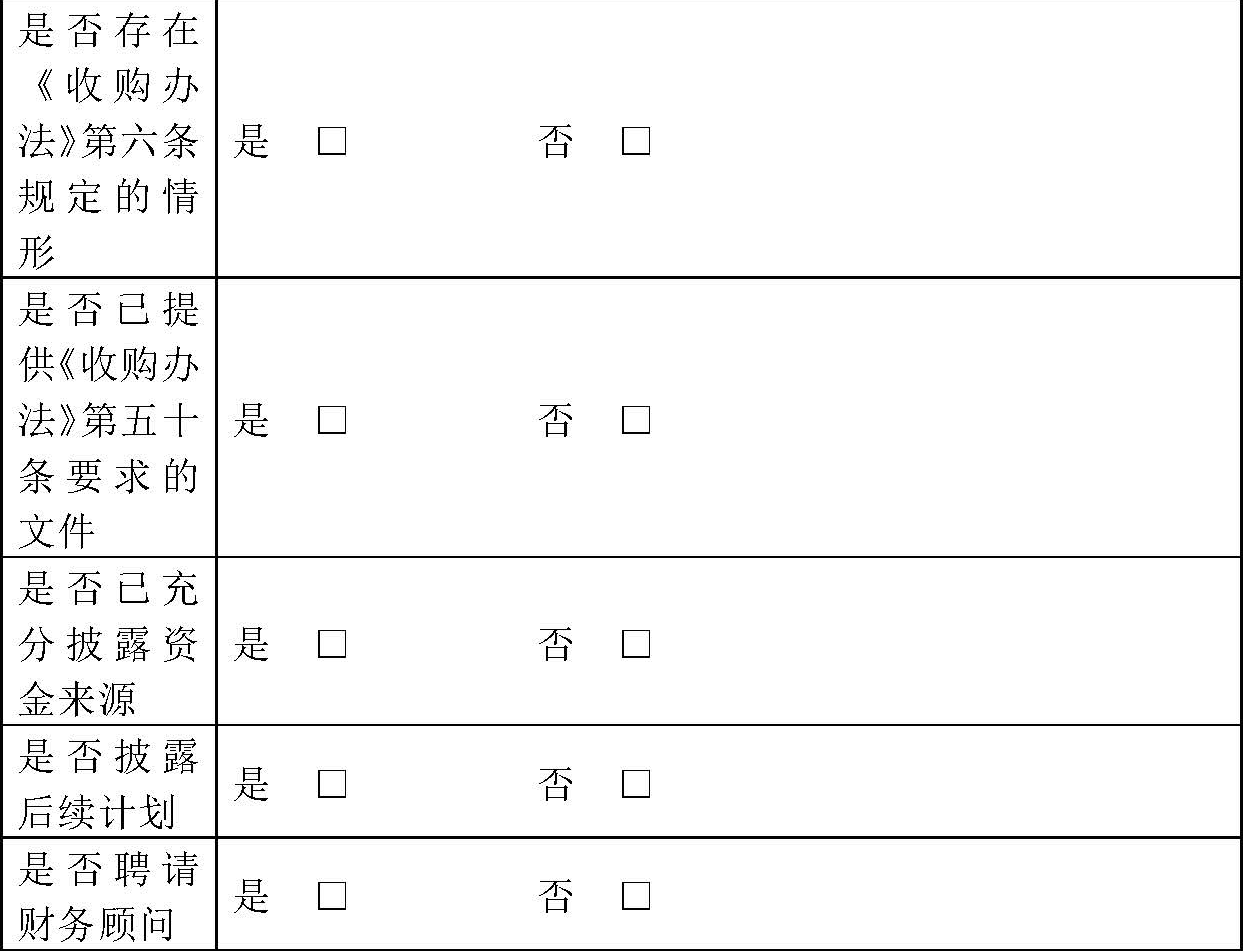 是否存在
《收购办
法》第六条
规定的情
形
是 □ 否 □
是否已提
供《收购办
法》第五十
条要求的
文件
是 □ 否 □
是否已充
分披露资
金来源
是 □ 否 □
是否披露
后续计划
是 □ 否 □
是否聘请
财务顾问
是 □ 否 □